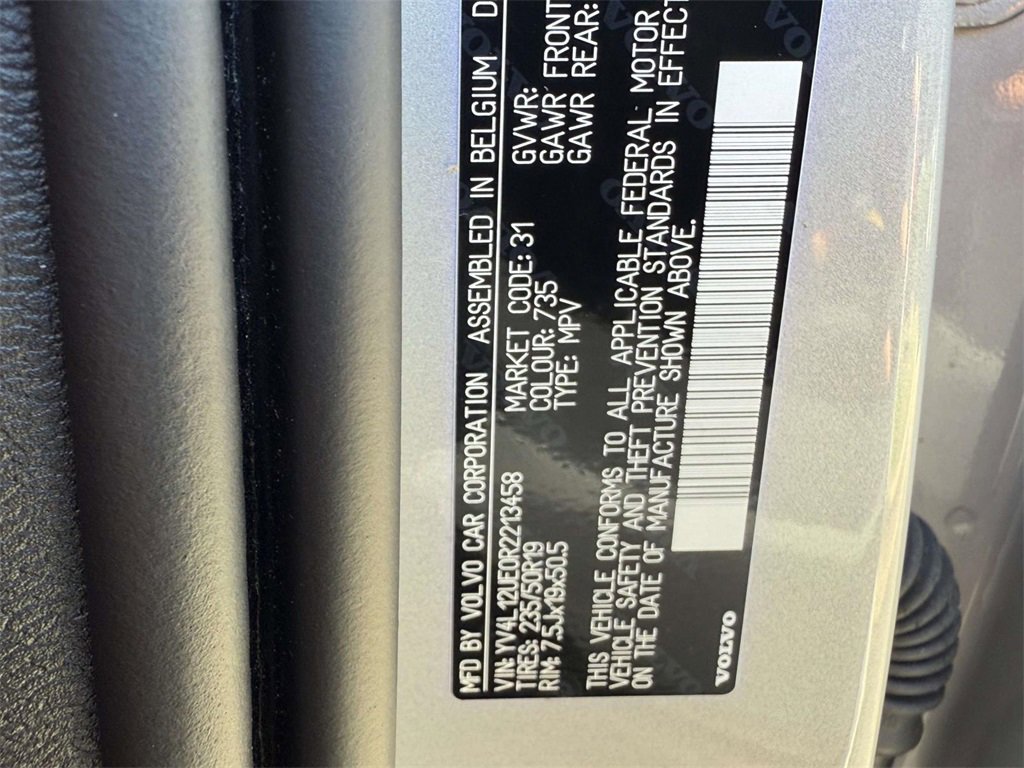 MFD BY VOLVO CAR CORPORATION ASSEMBLED IN BELGIUM D
VIN: YV4L12UE0R2213458
TIRES: 235/50R19
RIM: 7.5Jx19x50.5
MARKET CODE: 31
COLOUR: 735
TYPE: MPV
GVWR:
GAWR FRONT
GAWR REAR:
THIS VEHICLE CONFORMS TO ALL APPLICABLE FEDERAL MOTOR
VEHICLE SAFETY AND THEFT PREVENTION STANDARDS IN EFFECT
ON THE DATE OF MANUFACTURE SHOWN ABOVE.
VOLVO